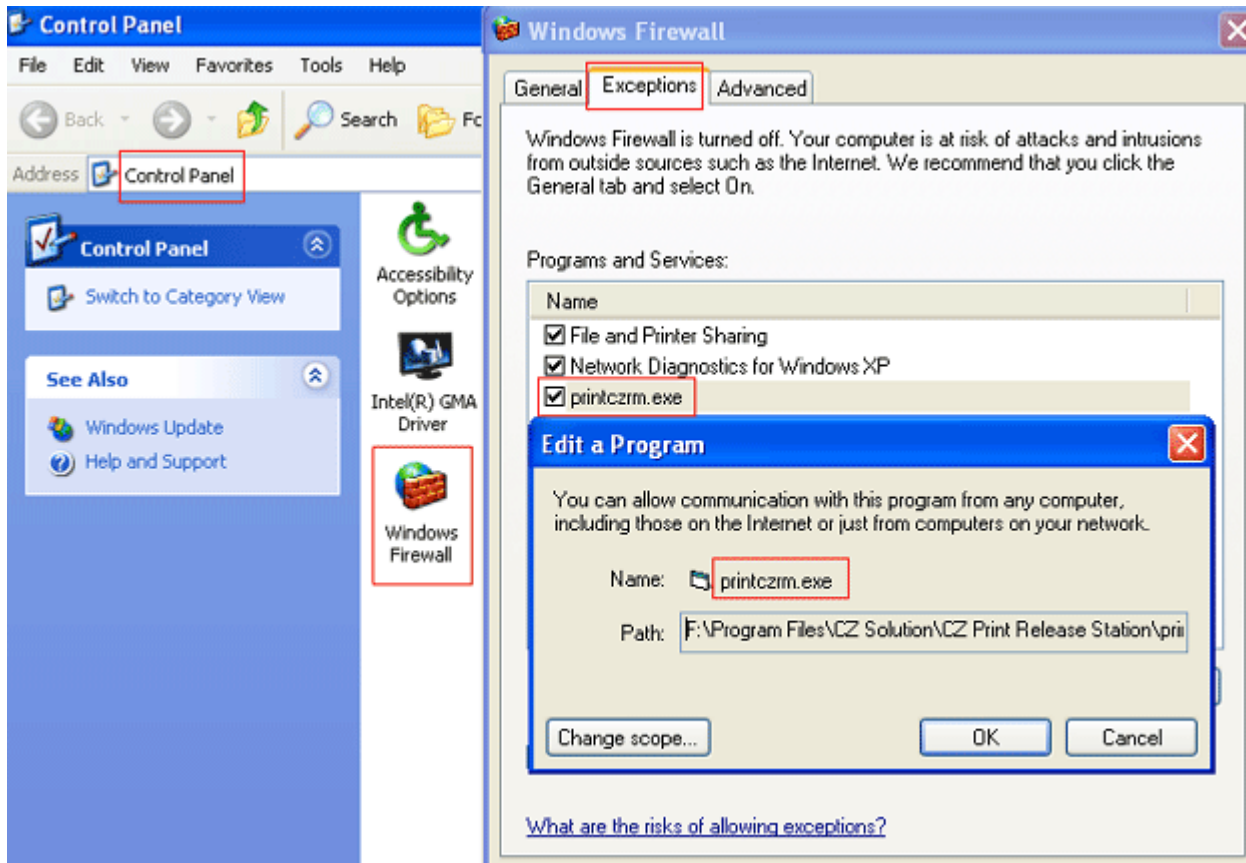 Control Panel
File Edit View Favorites Tools Help
Back Search
Address Control Panel
Control Panel
Switch to Category View
See Also
Windows Update
Help and Support
Accessibility
Options
Intel(R) GMA
Driver
Windows
Firewall
Windows Firewall
General Exceptions Advanced
Windows Firewall is turned off. Your computer is at risk of attacks and intrusions
from outside sources such as the Internet. We recommend that you click the
General tab and select On.
Programs and Services:
Name
File and Printer Sharing
Network Diagnostics for Windows XP
printczrm.exe
Edit a Program
You can allow communication with this program from any computer,
including those on the Internet or just from computers on your network.
Name: printczrm.exe
Path: F:\Program Files\CZ Solution\CZ Print Release Station\pri
Change scope... OK Cancel
What are the risks of allowing exceptions?